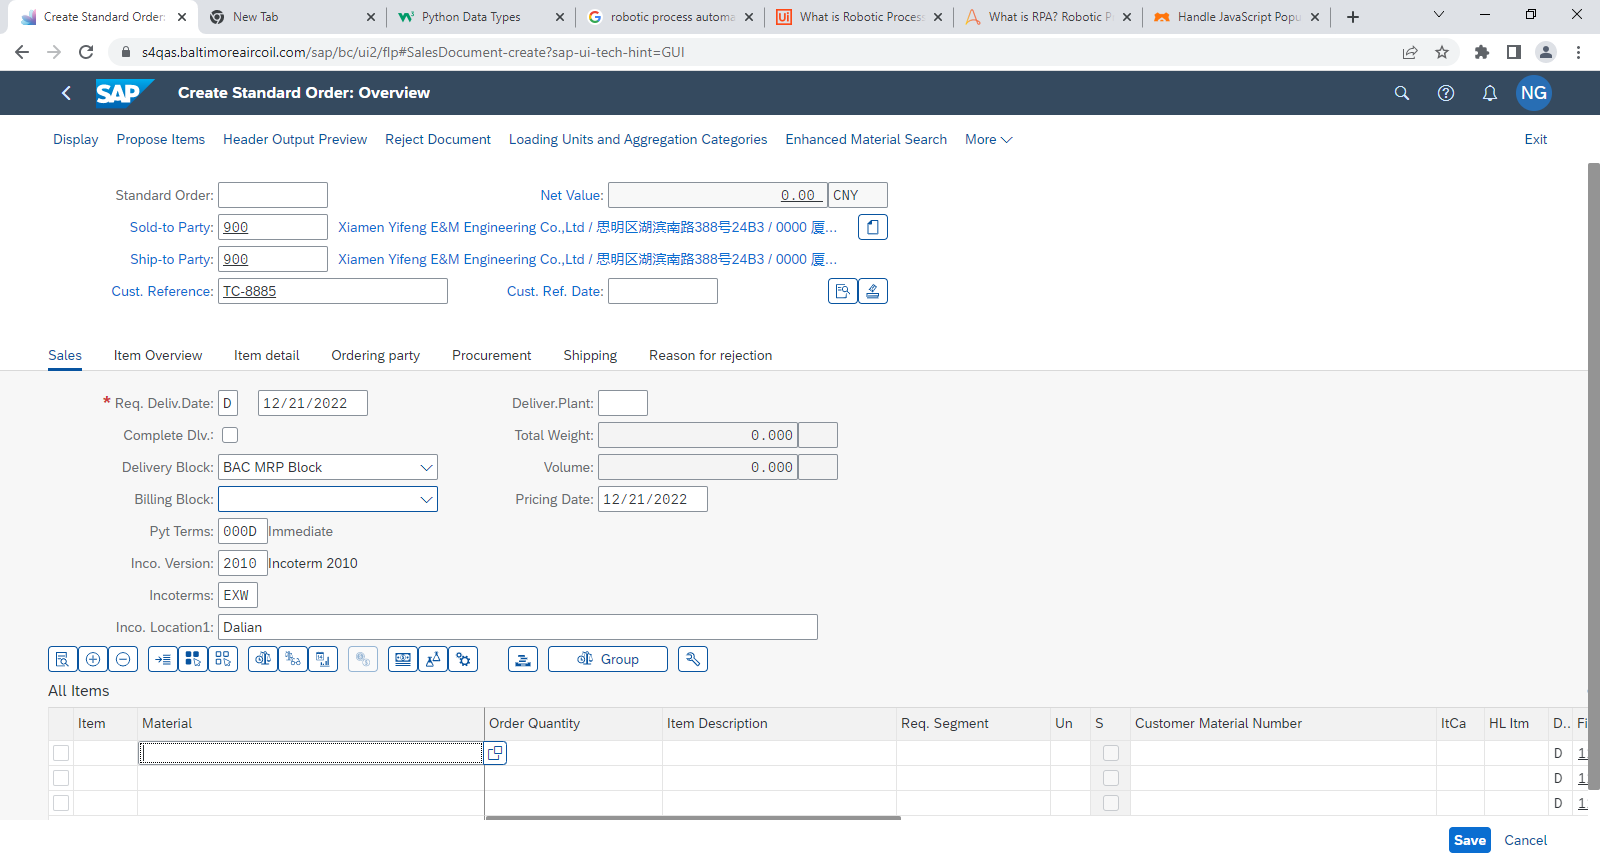 Create Standard Order: New Tab Python Data Types robotic process automa What is Robotic Process What is RPA? Robotic P Handle JavaScript Popu
s4qas.baltimoreaircoil.com/sap/bc/ui2/flp#SalesDocument-create?sap-ui-tech-hint=GUI
SAP Create Standard Order: Overview NG
Display Propose Items Header Output Preview Reject Document Loading Units and Aggregation Categories Enhanced Material Search More Exit
Standard Order: Net Value: 0.00 CNY
Sold-to Party: 900 Xiamen Yifeng E&M Engineering Co.,Ltd / 思明区湖滨南路388号24B3 / 0000 厦...
Ship-to Party: 900 Xiamen Yifeng E&M Engineering Co.,Ltd / 思明区湖滨南路388号24B3 / 0000 厦...
Cust. Reference: TC-8885 Cust. Ref. Date:
Sales Item Overview Item detail Ordering party Procurement Shipping Reason for rejection
* Req. Deliv.Date: D 12/21/2022 Deliver.Plant:
Complete Dlv.: Total Weight: 0.000
Delivery Block: BAC MRP Block Volume: 0.000
Billing Block: Pricing Date: 12/21/2022
Pyt Terms: 000D Immediate
Inco. Version: 2010 Incoterm 2010
Incoterms: EXW
Inco. Location1: Dalian
Group
All Items
Item Material Order Quantity Item Description Req. Segment Un S Customer Material Number ItCa HL Itm D.. Fi
D 1
D 1
D 1
Save Cancel